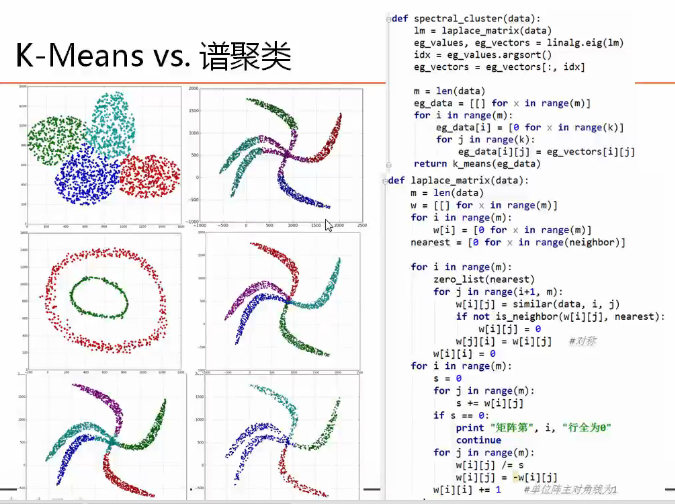 K-Means vs. 谱聚类
def spectral_cluster(data):
lm = laplace_matrix(data)
eg_values, eg_vectors = linalg.eig(lm)
idx = eg_values.argsort()
eg_vectors = eg_vectors[:, idx]
m = len(data)
eg_data = [[] for x in range(m)]
for i in range(m):
eg_data[i] = [0 for x in range(k)]
for j in range(k):
eg_data[i][j] = eg_vectors[i][j]
return k_means(eg_data)
def laplace_matrix(data):
m = len(data)
w = [[] for x in range(m)]
for i in range(m):
w[i] = [0 for x in range(m)]
nearest = [0 for x in range(neighbor)]
for i in range(m):
zero_list(nearest)
for j in range(i+1, m):
w[i][j] = similar(data, i, j)
if not is_neighbor(w[i][j], nearest):
w[i][j] = 0
w[j][i] = w[i][j] #对称
w[i][i] = 0
for i in range(m):
s = 0
for j in range(m):
s += w[i][j]
if s == 0:
print "矩阵第", i, "行全为0"
continue
for j in range(m):
w[i][j] /= s
w[i][j] = -w[i][j]
w[i][i] += 1 #单位阵主对角线为1